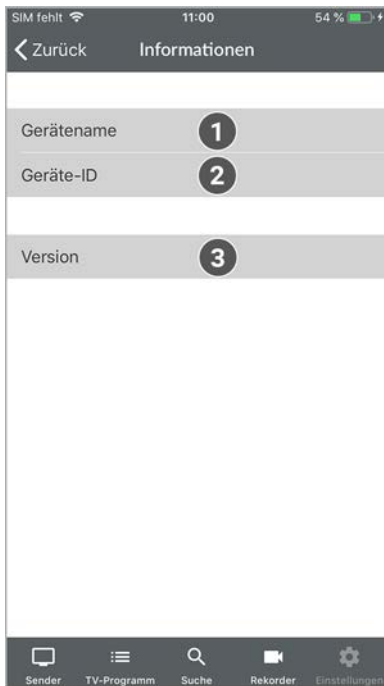 SIM fehlt 11:00 54 %
Zurück Informationen
Gerätename 1
Geräte-ID 2
Version 3
Sender TV-Programm Suche Rekorder Einstellungen